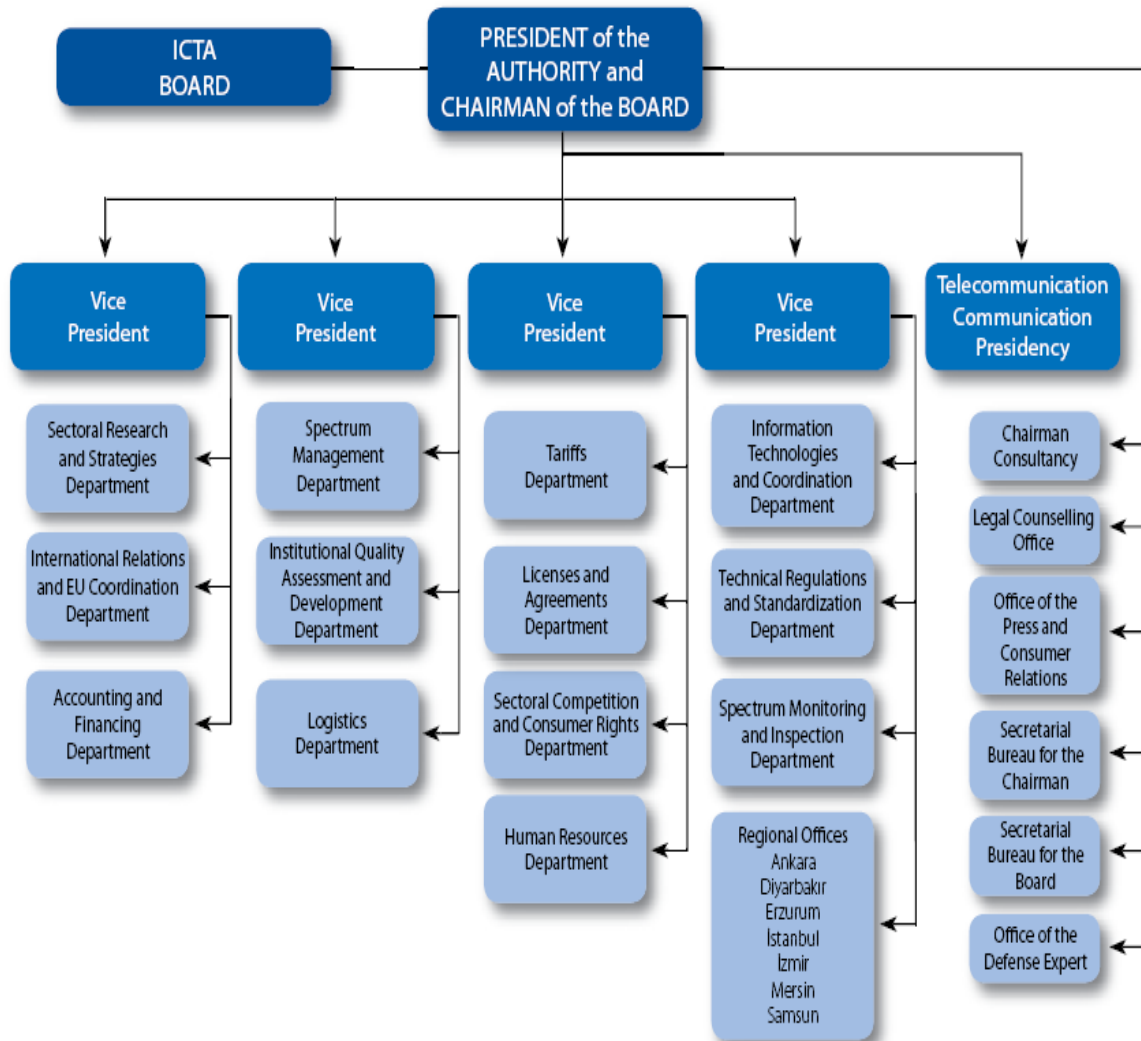 ICTA
BOARD
PRESIDENT of the
AUTHORITY and
CHAIRMAN of the BOARD
Vice
President
Vice
President
Vice
President
Vice
President
Telecommunication
Communication
Presidency
Sectoral Research
and Strategies
Department
International Relations
and EU Coordination
Department
Accounting and
Financing
Department
Spectrum
Management
Department
Institutional Quality
Assessment and
Development
Department
Logistics
Department
Tariffs
Department
Licenses and
Agreements
Department
Sectoral Competition
and Consumer Rights
Department
Human Resources
Department
Information
Technologies
and Coordination
Department
Technical Regulations
and Standardization
Department
Spectrum Monitoring
and Inspection
Department
Regional Offices
Ankara
Diyarbakır
Erzurum
İstanbul
İzmir
Mersin
Samsun
Chairman
Consultancy
Legal Counselling
Office
Office of the
Press and
Consumer
Relations
Secretarial
Bureau for the
Chairman
Secretarial
Bureau for the
Board
Office of the
Defense Expert